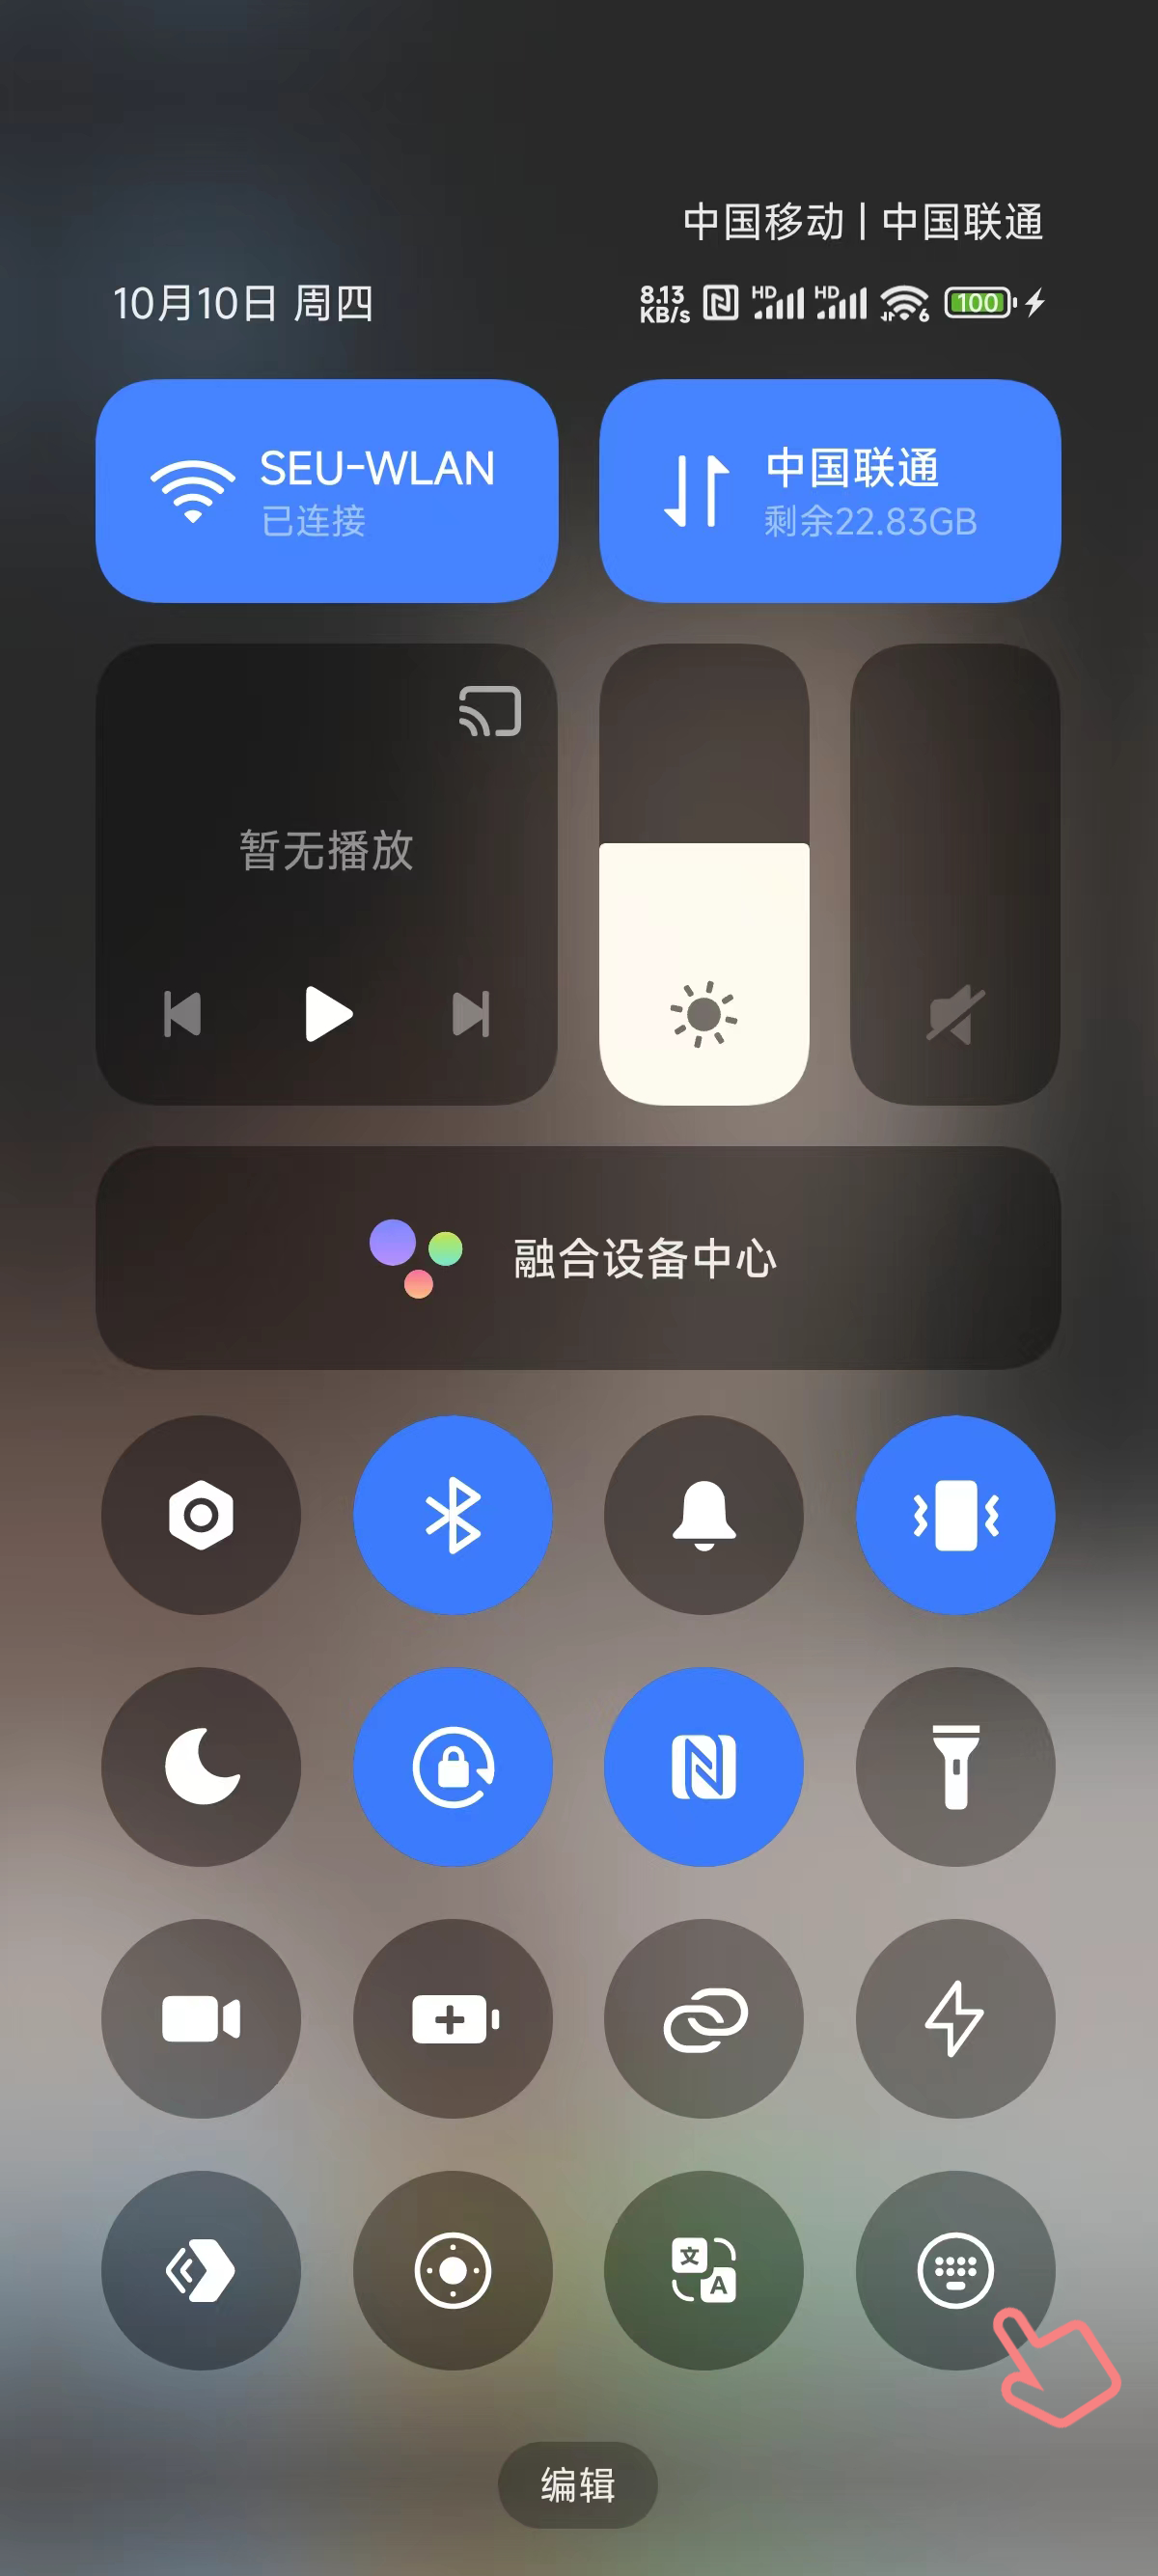 中国移动 | 中国联通
10月10日 周四
8.13 KB/s HD HD 6 100
SEU-WLAN
已连接
中国联通
剩余22.83GB
暂无播放
融合设备中心
文
A
编辑